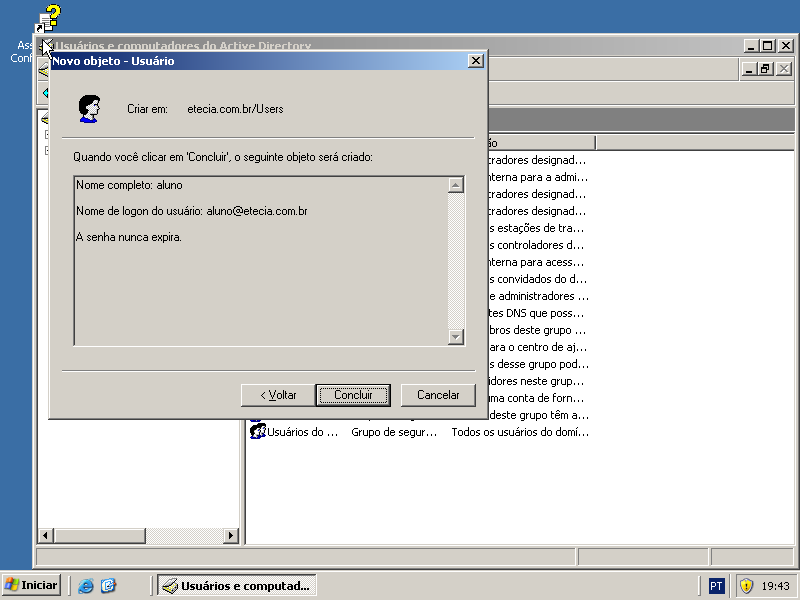 Usuários e computadores do Active Directory
Novo objeto - Usuário
Criar em: etecia.com.br/Users
Quando você clicar em 'Concluir', o seguinte objeto será criado:
Nome completo: aluno
Nome de logon do usuário: aluno@etecia.com.br
A senha nunca expira.
< Voltar
Concluir
Cancelar
ão
tradores designad...
nterna para a admi...
tradores designad...
tradores designad...
s estações de tra...
s controladores d...
nterna para acess...
s convidados do d...
e administradores ...
tes DNS que poss...
bros deste grupo ...
ara o centro de aj...
s desse grupo pod...
idores neste grup...
uma conta de forn...
deste grupo têm a...
Usuários do ... Grupo de segur... Todos os usuários do domí...
Iniciar
Usuários e computad...
PT
19:43